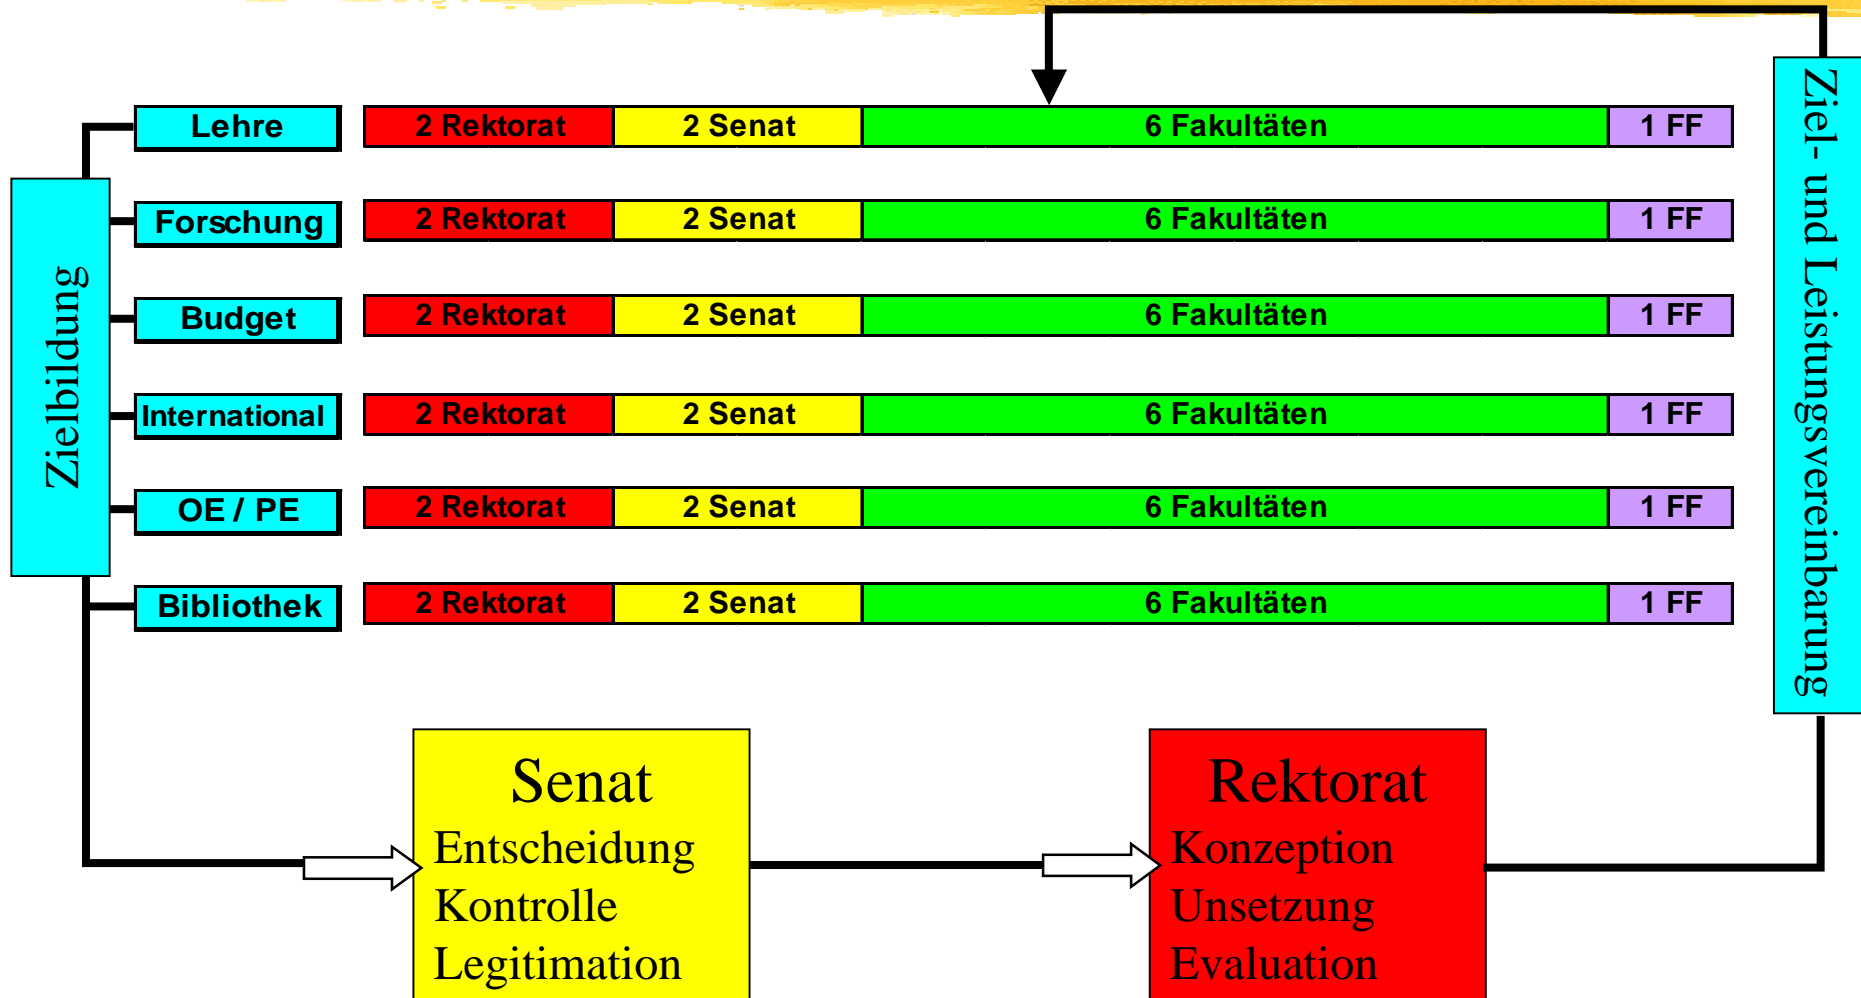 Zielbildung
Lehre 2 Rektorat 2 Senat 6 Fakultäten 1 FF
Forschung 2 Rektorat 2 Senat 6 Fakultäten 1 FF
Budget 2 Rektorat 2 Senat 6 Fakultäten 1 FF
International 2 Rektorat 2 Senat 6 Fakultäten 1 FF
OE / PE 2 Rektorat 2 Senat 6 Fakultäten 1 FF
Bibliothek 2 Rektorat 2 Senat 6 Fakultäten 1 FF
Ziel- und Leistungsvereinbarung
Senat
Entscheidung
Kontrolle
Legitimation
Rektorat
Konzeption
Unsetzung
Evaluation